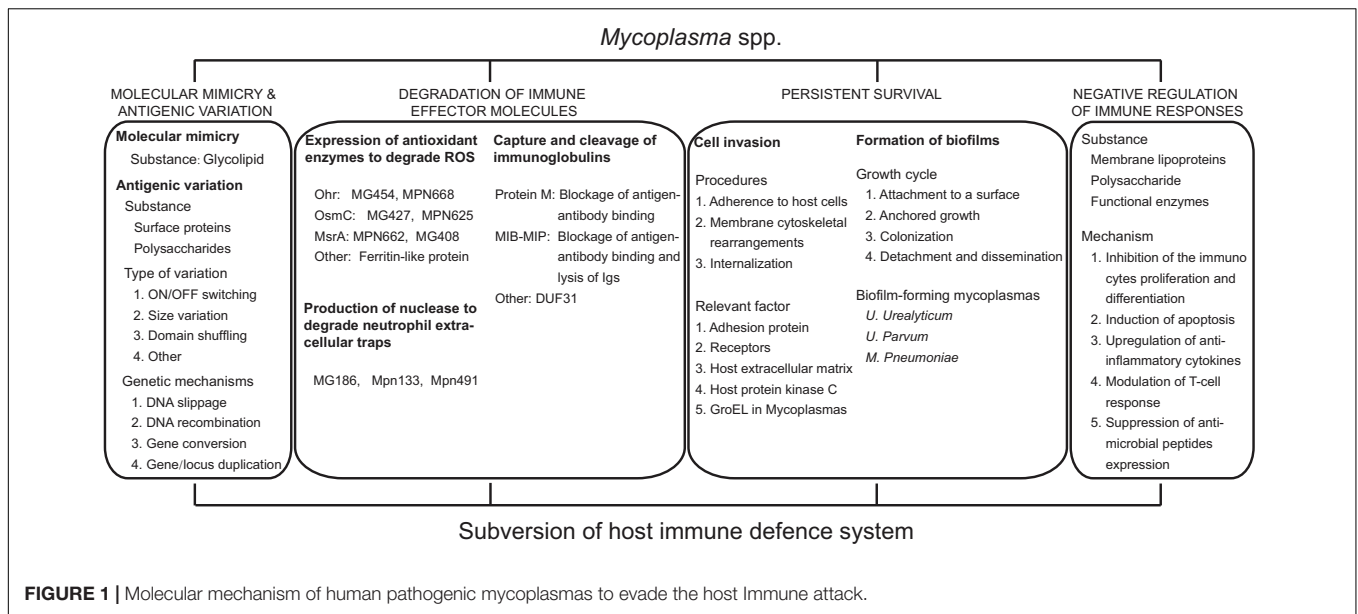 Mycoplasma spp.
MOLECULAR MIMICRY &
ANTIGENIC VARIATION
Molecular mimicry
Substance: Glycolipid
Antigenic variation
Substance
Surface proteins
Polysaccharides
Type of variation
1. ON/OFF switching
2. Size variation
3. Domain shuffling
4. Other
Genetic mechanisms
1. DNA slippage
2. DNA recombination
3. Gene conversion
4. Gene/locus duplication
DEGRADATION OF IMMUNE
EFFECTOR MOLECULES
Expression of antioxidant
enzymes to degrade ROS
Ohr: MG454, MPN668
OsmC: MG427, MPN625
MsrA: MPN662, MG408
Other: Ferritin-like protein
Production of nuclease to
degrade neutrophil extra-
cellular traps
MG186, Mpn133, Mpn491
Capture and cleavage of
immunoglobulins
Protein M: Blockage of antigen-
antibody binding
MIB-MIP: Blockage of antigen-
antibody binding and
lysis of Igs
Other: DUF31
PERSISTENT SURVIVAL
Cell invasion
Procedures
1. Adherence to host cells
2. Membrane cytoskeletal
rearrangements
3. Internalization
Relevant factor
1. Adhesion protein
2. Receptors
3. Host extracellular matrix
4. Host protein kinase C
5. GroEL in Mycoplasmas
Formation of biofilms
Growth cycle
1. Attachment to a surface
2. Anchored growth
3. Colonization
4. Detachment and dissemination
Biofilm-forming mycoplasmas
U. Urealyticum
U. Parvum
M. Pneumoniae
NEGATIVE REGULATION
OF IMMUNE RESPONSES
Substance
Membrane lipoproteins
Polysaccharide
Functional enzymes
Mechanism
1. Inhibition of the immuno
cytes proliferation and
differentiation
2. Induction of apoptosis
3. Upregulation of anti-
inflammatory cytokines
4. Modulation of T-cell
response
5. Suppression of anti-
microbial peptides
expression
Subversion of host immune defence system
FIGURE 1 | Molecular mechanism of human pathogenic mycoplasmas to evade the host Immune attack.